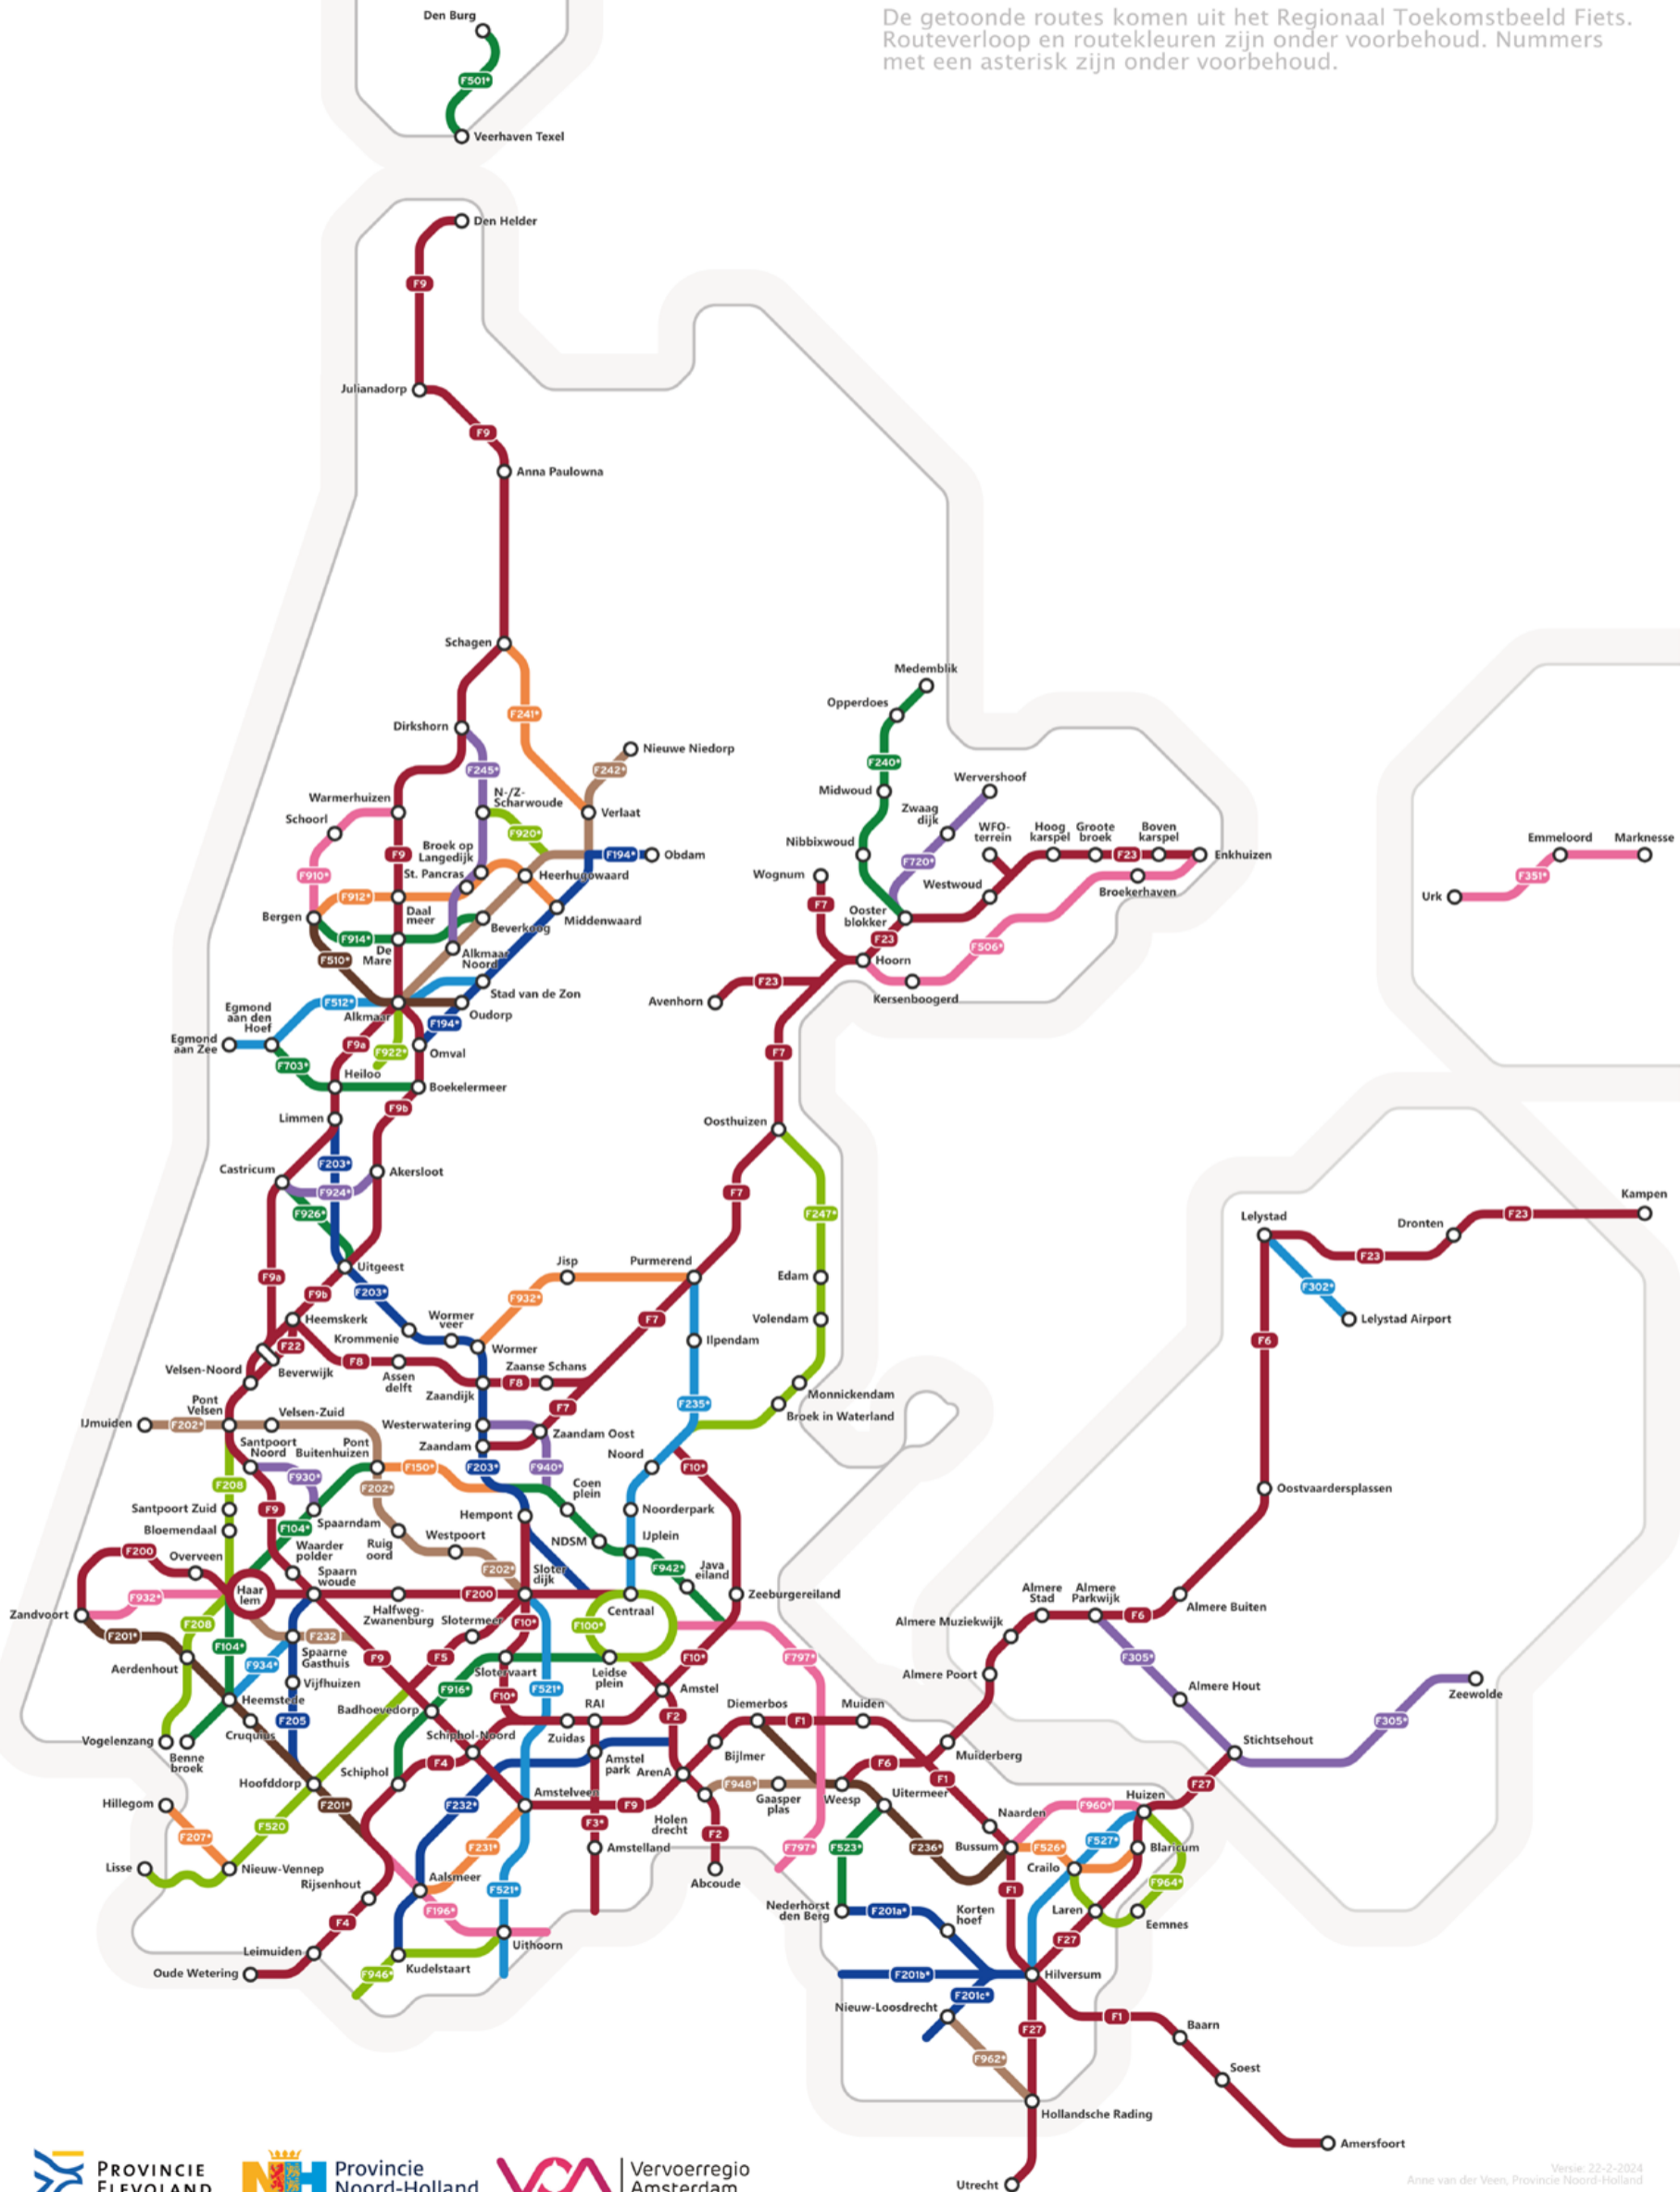 De getoonde routes komen uit het Regionaal Toekomstbeeld Fiets.
Routeverloop en routekleuren zijn onder voorbehoud. Nummers
met een asterisk zijn onder voorbehoud.
Den Burg
F501*
Veerhaven Texel
Den Helder
F9
Julianadorp
F9
Anna Paulowna
Schagen
F241*
Dirkshorn
F245*
Nieuwe Niedorp
F242*
Warmerhuizen
N-/Z-
Scharwoude
Verlaat
Schoorl
F920*
Broek op
Langedijk
F9
F194*
Obdam
St. Pancras
F910*
Heerhugowaard
F912*
Daal
meer
Bergen
Middenwaard
Beverkoog
F914*
De
Mare
Alkmaar
Noord
F510*
Stad van de Zon
Egmond
aan den
Hoef
F512*
Alkmaar
Oudorp
F194*
Egmond
aan Zee
F9a
F922*
Omval
F703*
Heiloo
Boekelermeer
F9b
Limmen
F203*
Castricum
Akersloot
F924*
F926*
Uitgeest
F9a
F9b
F203*
Medemblik
Opperdoes
F240*
Midwoud
Wervershoof
Zwaag
dijk
Nibbixwoud
F720*
WFO-
terrein
Hoog
karspel
Groote
broek
F23
Boven
karspel
Enkhuizen
Wognum
Westwoud
Broekerhaven
F7
Ooster
blokker
F23
F506*
Hoorn
Avenhorn
F23
Kersenboogerd
F7
Oosthuizen
F7
F247*
Emmeloord
Marknesse
F351*
Urk
Kampen
Lelystad
Dronten
F23
F23
F302*
Lelystad Airport
F6
Oostvaardersplassen
Jisp
Purmerend
Edam
F932*
Volendam
Heemskerk
Krommenie
Wormer
veer
F7
Ilpendam
F22
Wormer
F8
Zaanse Schans
Velsen-Noord
Beverwijk
Assen
delft
F8
Zaandijk
Monnickendam
Broek in Waterland
F235*
F7
Pont
Velsen
IJmuiden
F202*
Velsen-Zuid
Westerwatering
Zaandam Oost
Santpoort
Noord
Pont
Buitenhuizen
Zaandam
Noord
F930*
F150*
F203*
F940*
F10*
F208
F202*
Coen
plein
Santpoort Zuid
F9
Hempont
Noorderpark
Bloemendaal
F104*
Spaarndam
Ruig
oord
Westpoort
NDSM
IJplein
F200
Overveen
Waarder
polder
F202*
Sloter
dijk
F942*
Java
eiland
Spaarn
woude
F932*
Haar
lem
F200
Zeeburgereiland
Zandvoort
Halfweg-
Zwanenburg
Centraal
F208
Slotermeer
F10*
F100*
F201*
F232
F104*
Spaarne
Gasthuis
F9
F5
Aerdenhout
F934*
Slotervaart
Leidse
plein
F10*
F797*
Vijfhuizen
F916*
F521*
Amstel
Heemstede
Badhoevedorp
F10*
RAI
F2
Diemerbos
F1
Muiden
F205
Vogelenzang
Cruquius
Schiphol-Noord
Zuidas
Benne
broek
F4
Amstel
park
Bijlmer
Muiderberg
Hoofddorp
Schiphol
ArenA
F6
F948*
Gaasper
plas
Weesp
F1
Uitermeer
Hillegom
F201*
F232*
Amstelveen
F9
Holen
drecht
F207*
F520
F3*
F2
F231*
Amstelland
F797*
F523*
F236*
Lisse
Nieuw-Vennep
Abcoude
Rijsenhout
Aalsmeer
F521*
F196*
F4
Uithoorn
Leimuiden
Oude Wetering
F946*
Kudelstaart
Almere
Stad
Almere
Parkwijk
F6
Almere Buiten
Almere Muziekwijk
F305*
Almere Poort
Almere Hout
Zeewolde
F305*
Stichtsehout
F27
Naarden
F960*
Huizen
Bussum
F526*
F527*
Blaricum
Crailo
F964*
F1
Nederhorst
den Berg
F201a*
Korten
hoef
Laren
Eemnes
F27
F201b*
Hilversum
F201c*
Nieuw-Loosdrecht
F1
F27
Baarn
F962*
Soest
Hollandsche Rading
Amersfoort
Utrecht
PROVINCIE
FLEVOLAND
Provincie
Noord-Holland
Vervoerregio
Amsterdam
Versie: 22-2-2024
Anne van der Veen, Provincie Noord-Holland